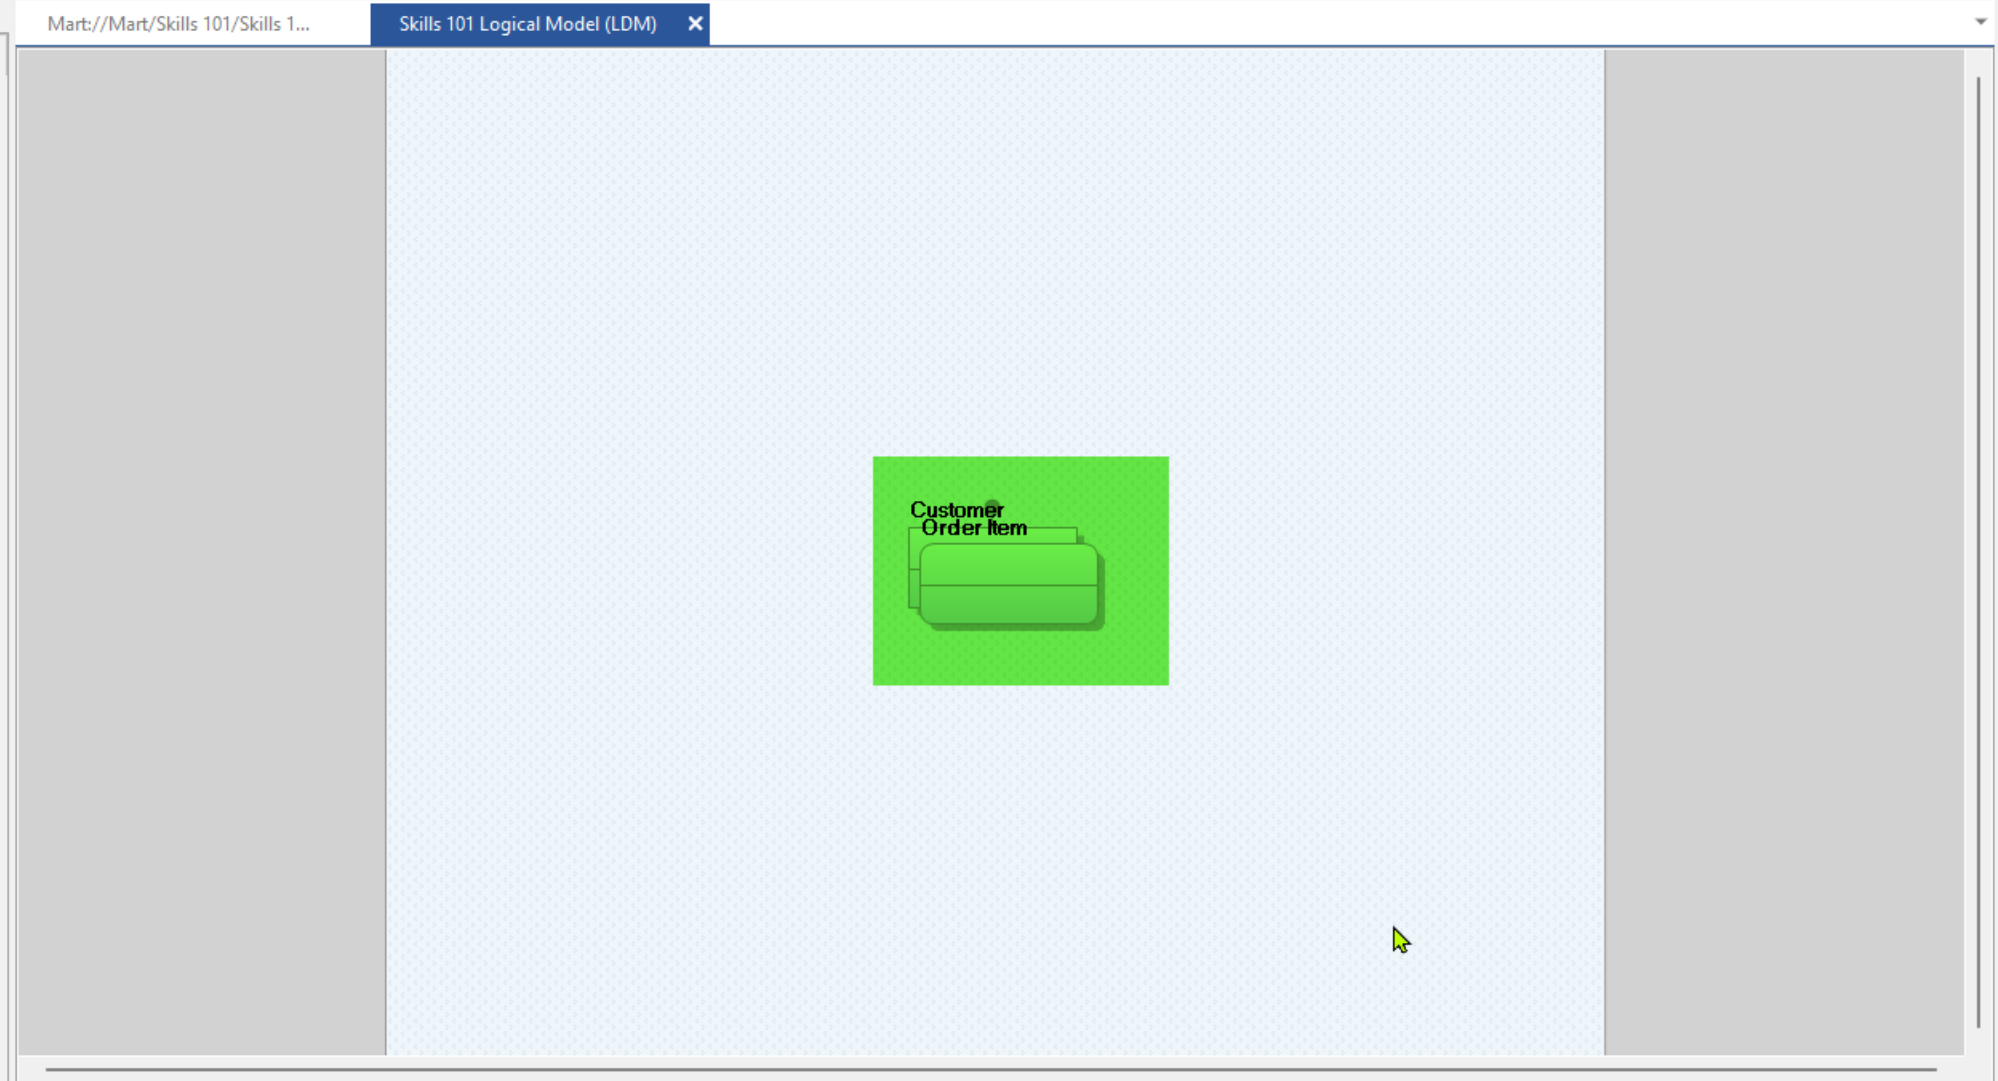 Mart://Mart/Skills 101/Skills 1...
Skills 101 Logical Model (LDM)
Customer
Order Item